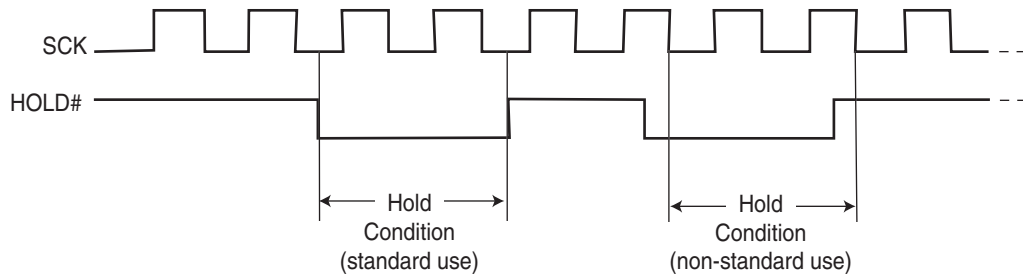 SCK
HOLD#
Hold
Condition
(standard use)
Hold
Condition
(non-standard use)